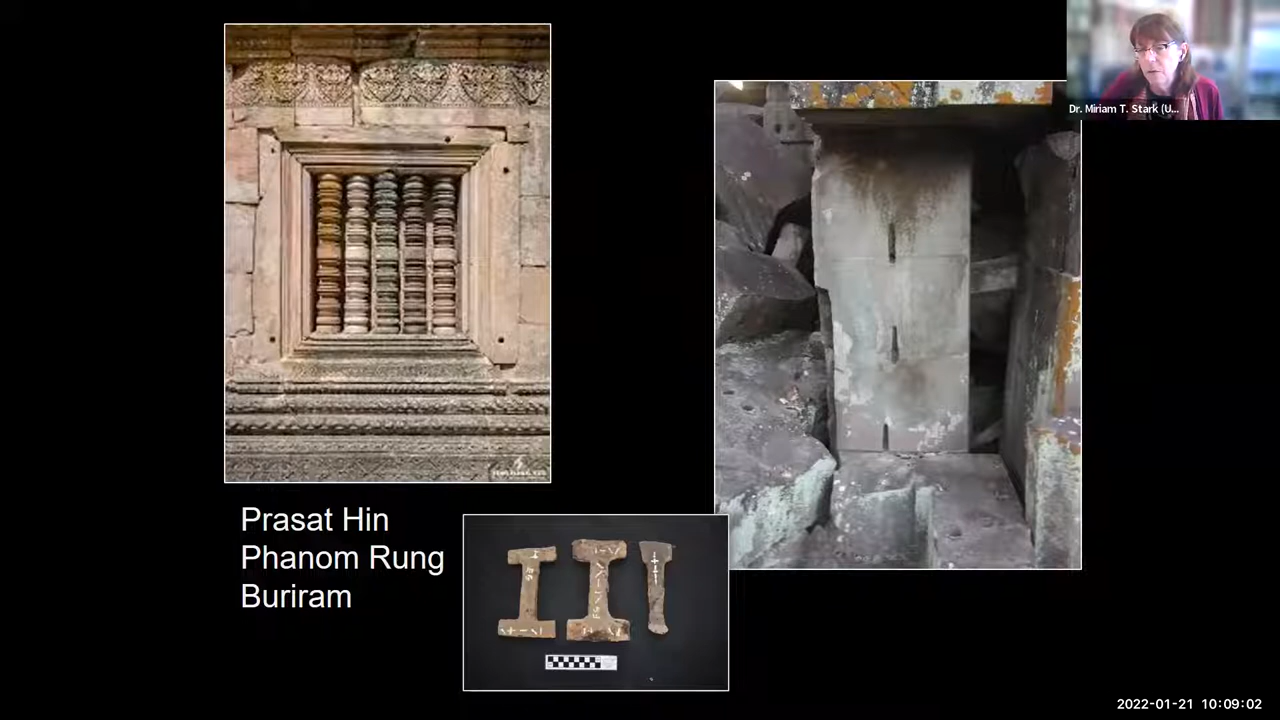 Dr. Miriam T. Stark (U...
Prasat Hin
Phanom Rung
Buriram
2022-01-21 10:09:02